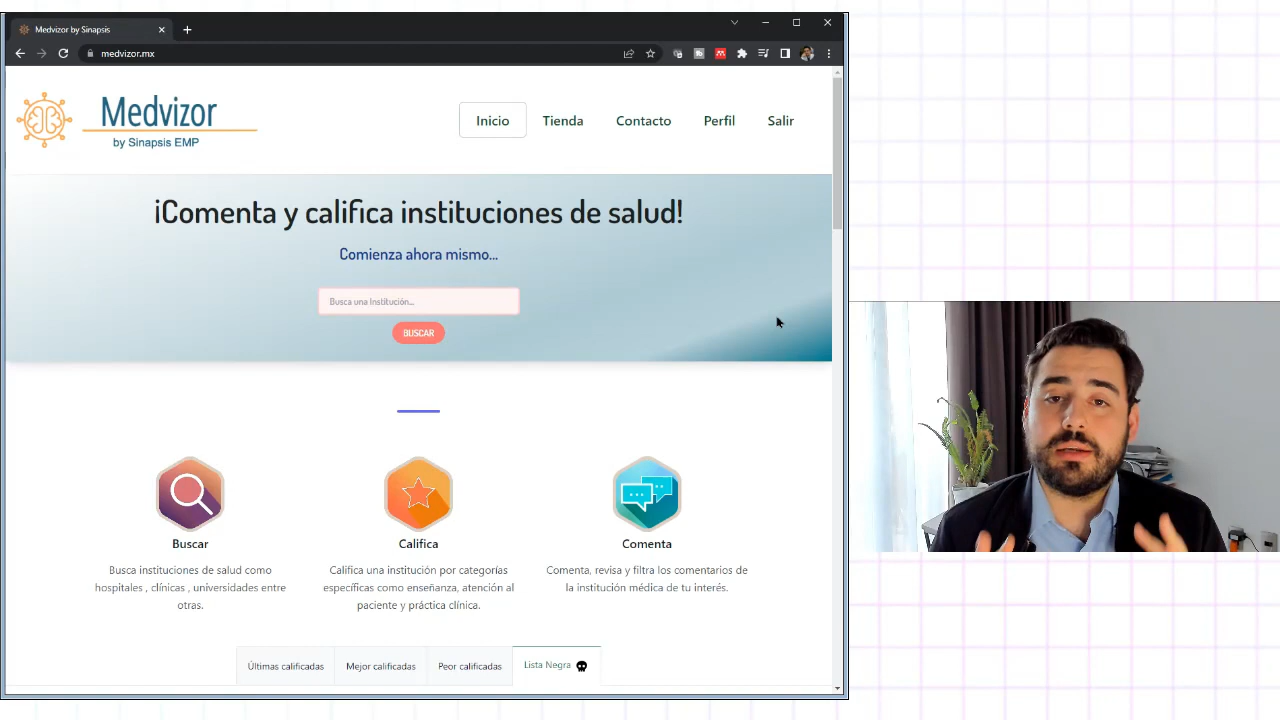 Medvizor by Sinapsis
medvizor.mx
Medvizor
by Sinapsis EMP
Inicio
Tienda
Contacto
Perfil
Salir
¡Comenta y califica instituciones de salud!
Comienza ahora mismo...
Busca una Institución...
BUSCAR
Buscar
Busca instituciones de salud como
hospitales , clínicas , universidades entre
otras.
Califica
Califica una institución por categorías
específicas como enseñanza, atención al
paciente y práctica clínica.
Comenta
Comenta, revisa y filtra los comentarios de
la institución médica de tu interés.
Últimas calificadas
Mejor calificadas
Peor calificadas
Lista Negra